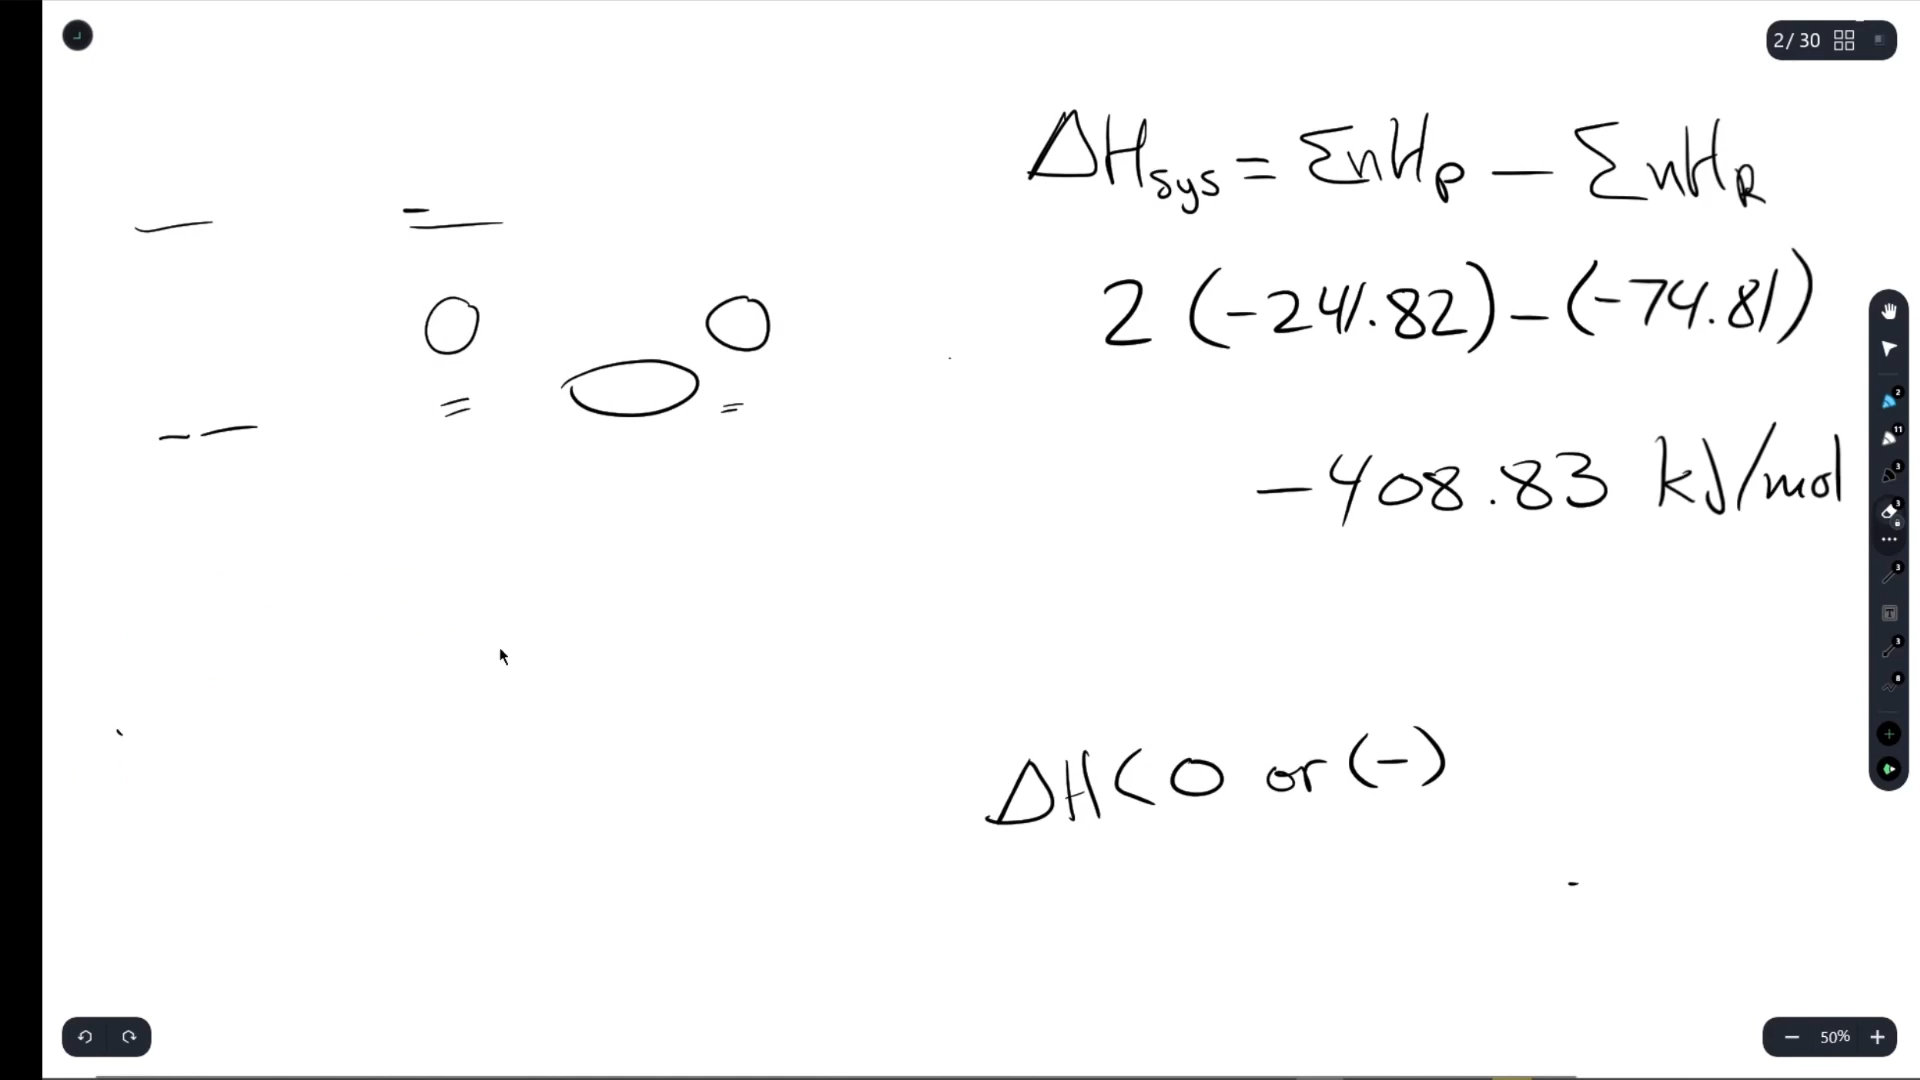 2/30
ΔHsys = ΣnHp — ΣnHR
2 (-241.82) - (-74.81)
-408.83 kJ/mol
ΔH < 0 or (-)
50%